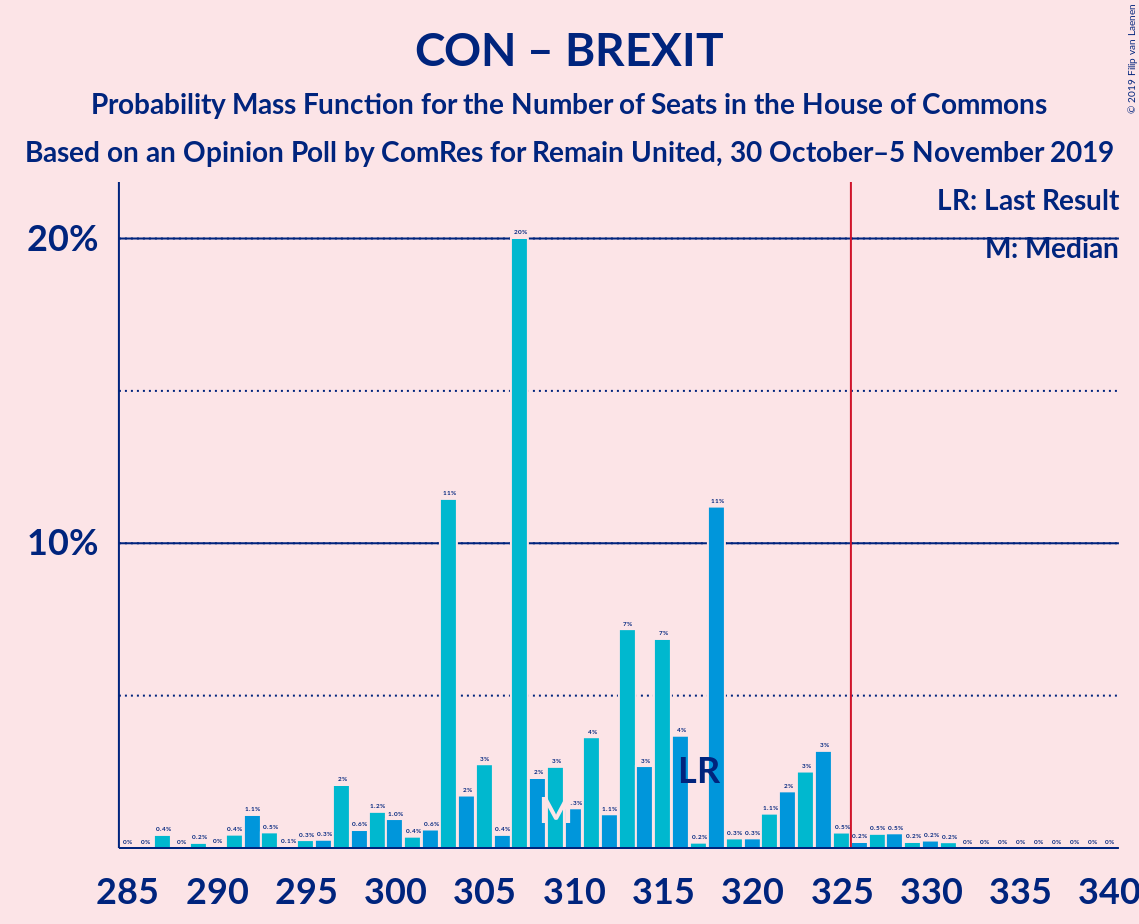 CON – BREXIT
Probability Mass Function for the Number of Seats in the House of Commons
Based on an Opinion Poll by ComRes for Remain United, 30 October–5 November 2019
© 2019 Filip van Laenen
LR: Last Result
M: Median
20%
10%
0% 0% 0.4% 0% 0.2% 0% 0.4% 1.1% 0.5% 0.1% 0.3% 0.3% 2% 0.6% 1.2% 1.0% 0.4% 0.6% 11% 2% 3% 0.4% 20% 2% 3% .3% 4% 1.1% 7% 3% 7% 4% 0.2% 11% 0.3% 0.3% 1.1% 2% 3% 3% 0.5% 0.2% 0.5% 0.5% 0.2% 0.2% 0.2% 0% 0% 0% 0% 0% 0% 0% 0% 0%
M
LR
285 290 295 300 305 310 315 320 325 330 335 340